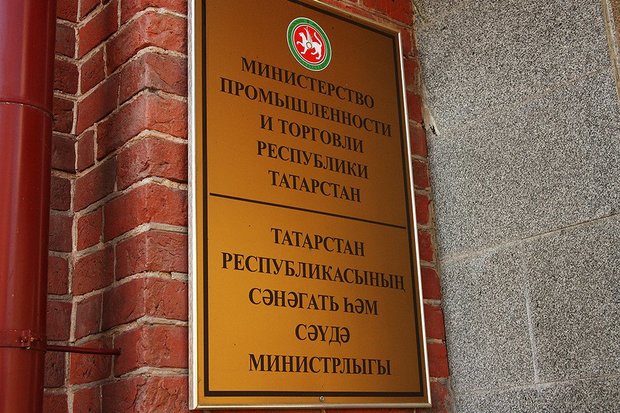 МИНИСТЕРСТВО
ПРОМЫШЛЕННОСТИ
И ТОРГОВЛИ
РЕСПУБЛИКИ
ТАТАРСТАН
ТАТАРСТАН
РЕСПУБЛИКАСЫНЫҢ
СӘНӘГАТЬ ҺӘМ
СӘҮДӘ
МИНИСТРЛЫГЫ